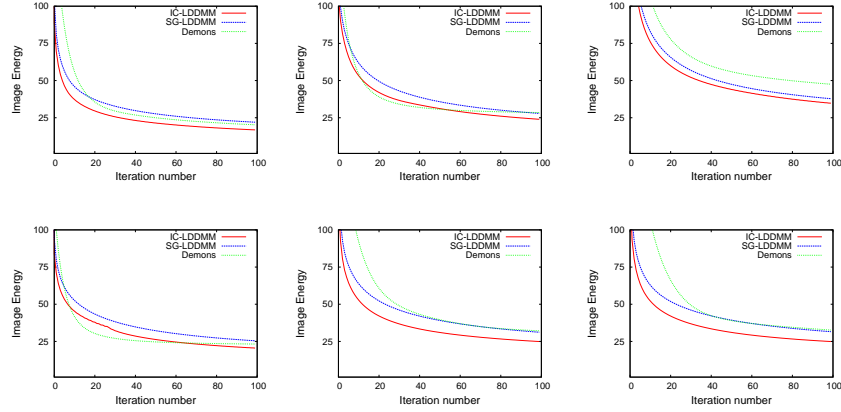 100
75
50
25
Image Energy
0 20 40 60 80 100
Iteration number
IC-LDDMM
SG-LDDMM
Demons
100
75
50
25
Image Energy
0 20 40 60 80 100
Iteration number
IC-LDDMM
SG-LDDMM
Demons
100
75
50
25
Image Energy
0 20 40 60 80 100
Iteration number
IC-LDDMM
SG-LDDMM
Demons
100
75
50
25
Image Energy
0 20 40 60 80 100
Iteration number
IC-LDDMM
SG-LDDMM
Demons
100
75
50
25
Image Energy
0 20 40 60 80 100
Iteration number
IC-LDDMM
SG-LDDMM
Demons
100
75
50
25
Image Energy
0 20 40 60 80 100
Iteration number
IC-LDDMM
SG-LDDMM
Demons